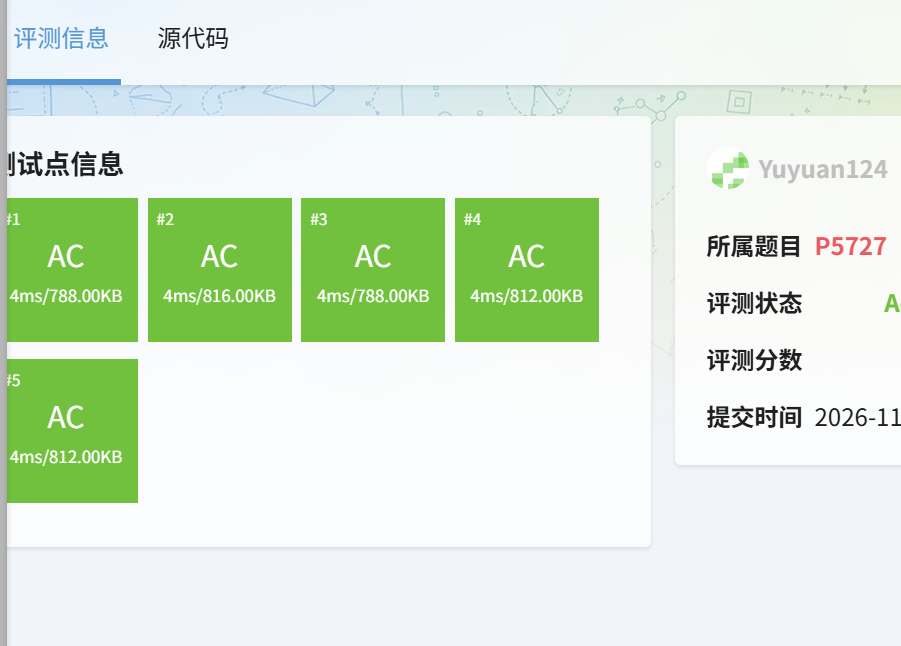 评测信息 源代码
测试点信息
#1 AC 4ms/788.00KB
#2 AC 4ms/816.00KB
#3 AC 4ms/788.00KB
#4 AC 4ms/812.00KB
#5 AC 4ms/812.00KB
Yuyuan124
所属题目 P5727
评测状态 A
评测分数
提交时间 2026-11